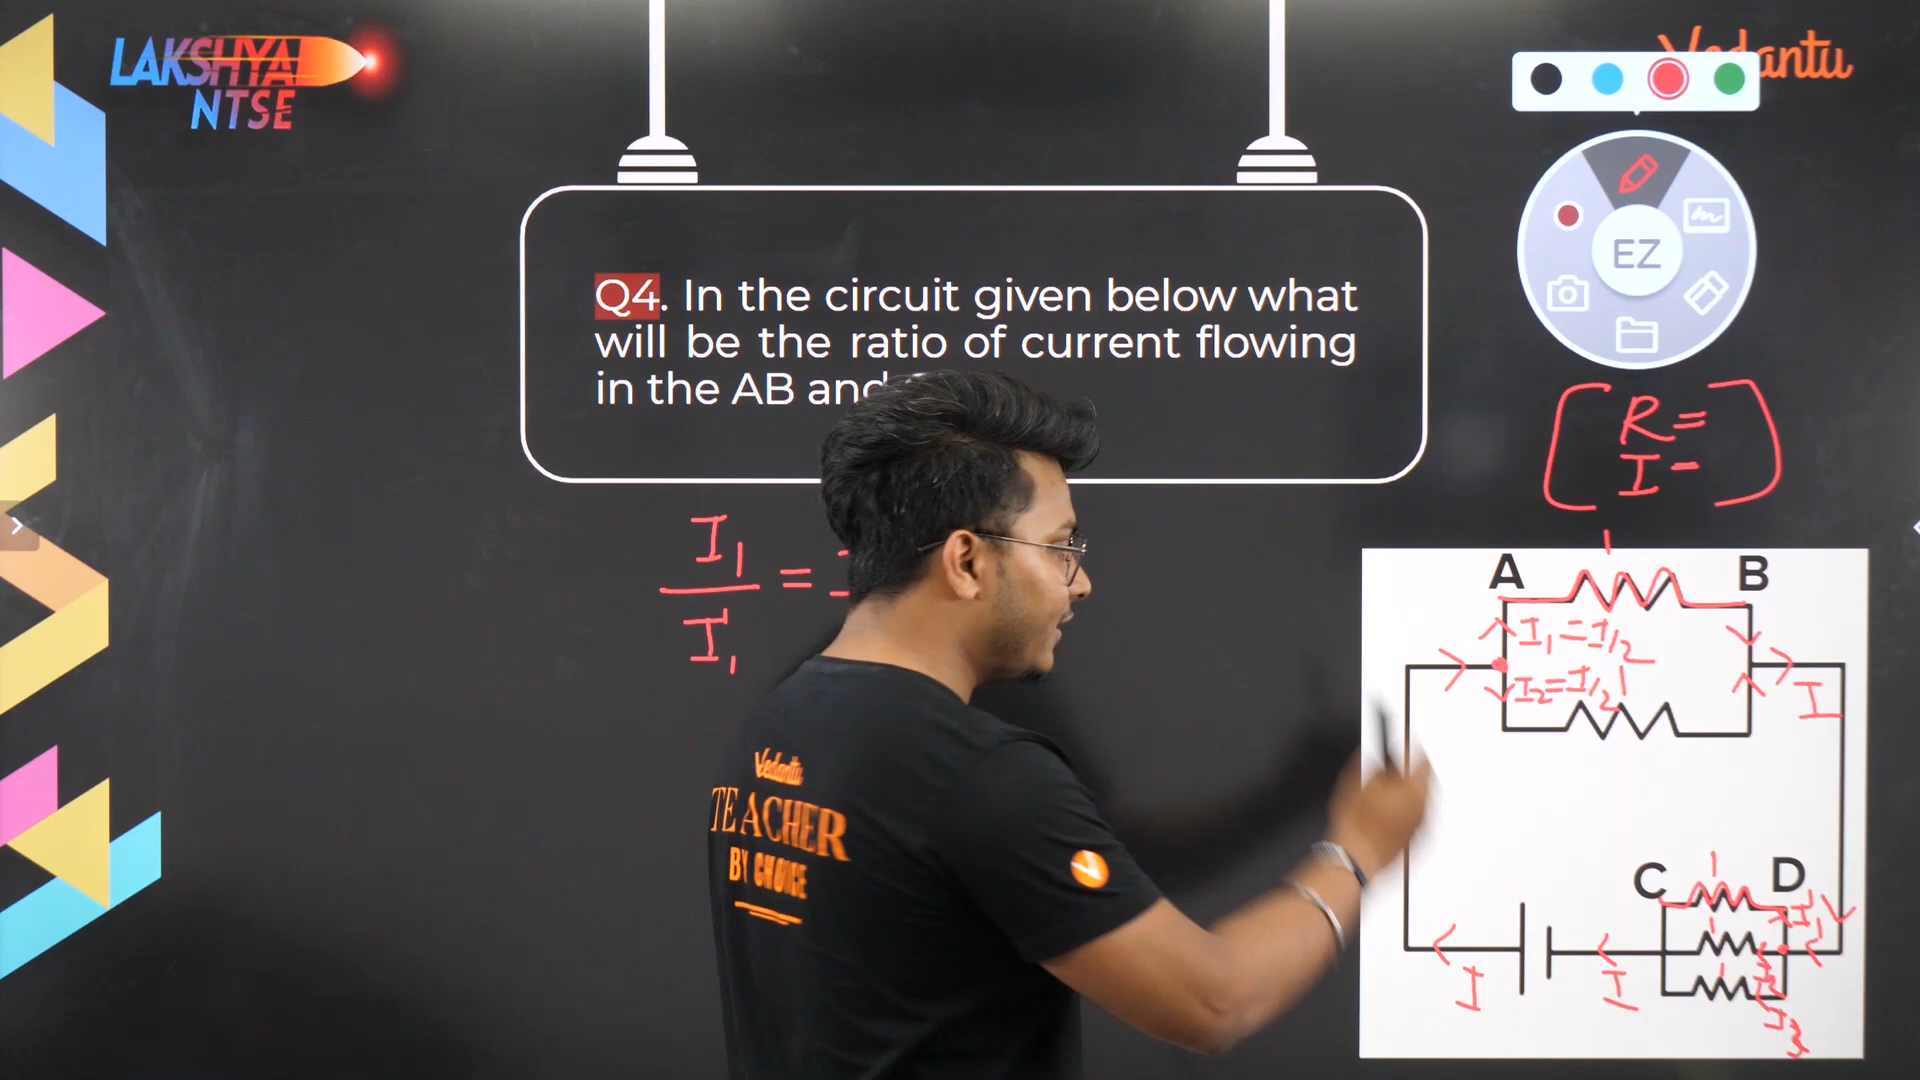 LAKSHYA
NTSE
Vedantu
EZ
Q4. In the circuit given below what
will be the ratio of current flowing
in the AB and
R=
I=
I₁
=
I'₁
A
B
I₁=I/2
I₂=I/2
I
C
D
I
I
Vedantu
TEACHER
BY CHOICE